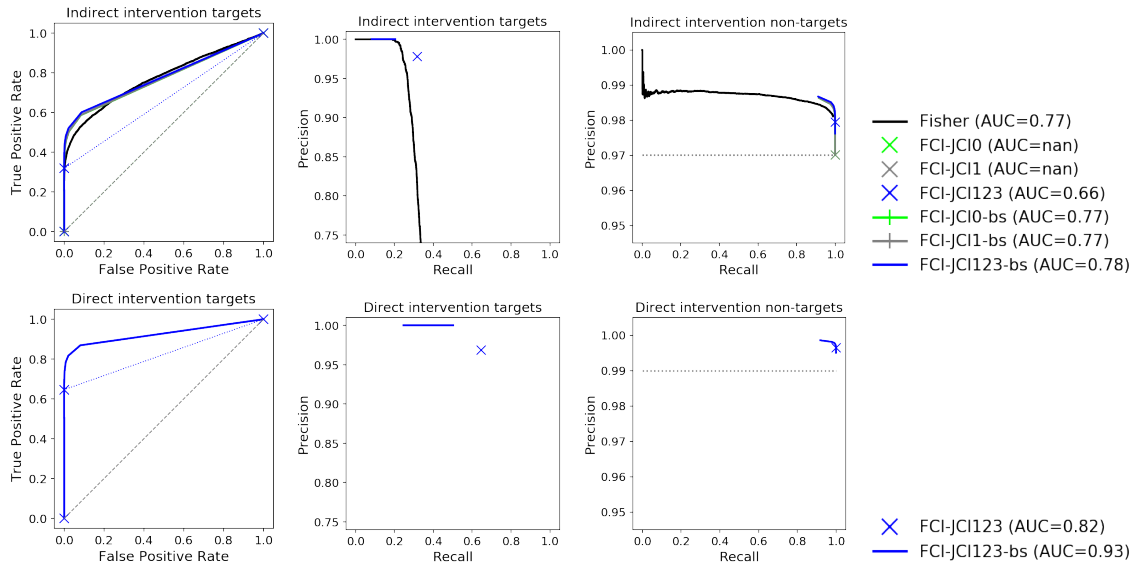 Indirect intervention targets
1.0
0.8
0.6
0.4
0.2
0.0
True Positive Rate
0.0 0.2 0.4 0.6 0.8 1.0
False Positive Rate
Indirect intervention targets
1.00
0.95
0.90
0.85
0.80
0.75
Precision
0.0 0.2 0.4 0.6 0.8 1.0
Recall
Indirect intervention non-targets
1.00
0.99
0.98
0.97
0.96
0.95
Precision
0.0 0.2 0.4 0.6 0.8 1.0
Recall
Fisher (AUC=0.77)
FCI-JCI0 (AUC=nan)
FCI-JCI1 (AUC=nan)
FCI-JCI123 (AUC=0.66)
FCI-JCI0-bs (AUC=0.77)
FCI-JCI1-bs (AUC=0.77)
FCI-JCI123-bs (AUC=0.78)
Direct intervention targets
1.0
0.8
0.6
0.4
0.2
0.0
True Positive Rate
0.0 0.2 0.4 0.6 0.8 1.0
False Positive Rate
Direct intervention targets
1.00
0.95
0.90
0.85
0.80
0.75
Precision
0.0 0.2 0.4 0.6 0.8 1.0
Recall
Direct intervention non-targets
1.00
0.99
0.98
0.97
0.96
0.95
Precision
0.0 0.2 0.4 0.6 0.8 1.0
Recall
FCI-JCI123 (AUC=0.82)
FCI-JCI123-bs (AUC=0.93)